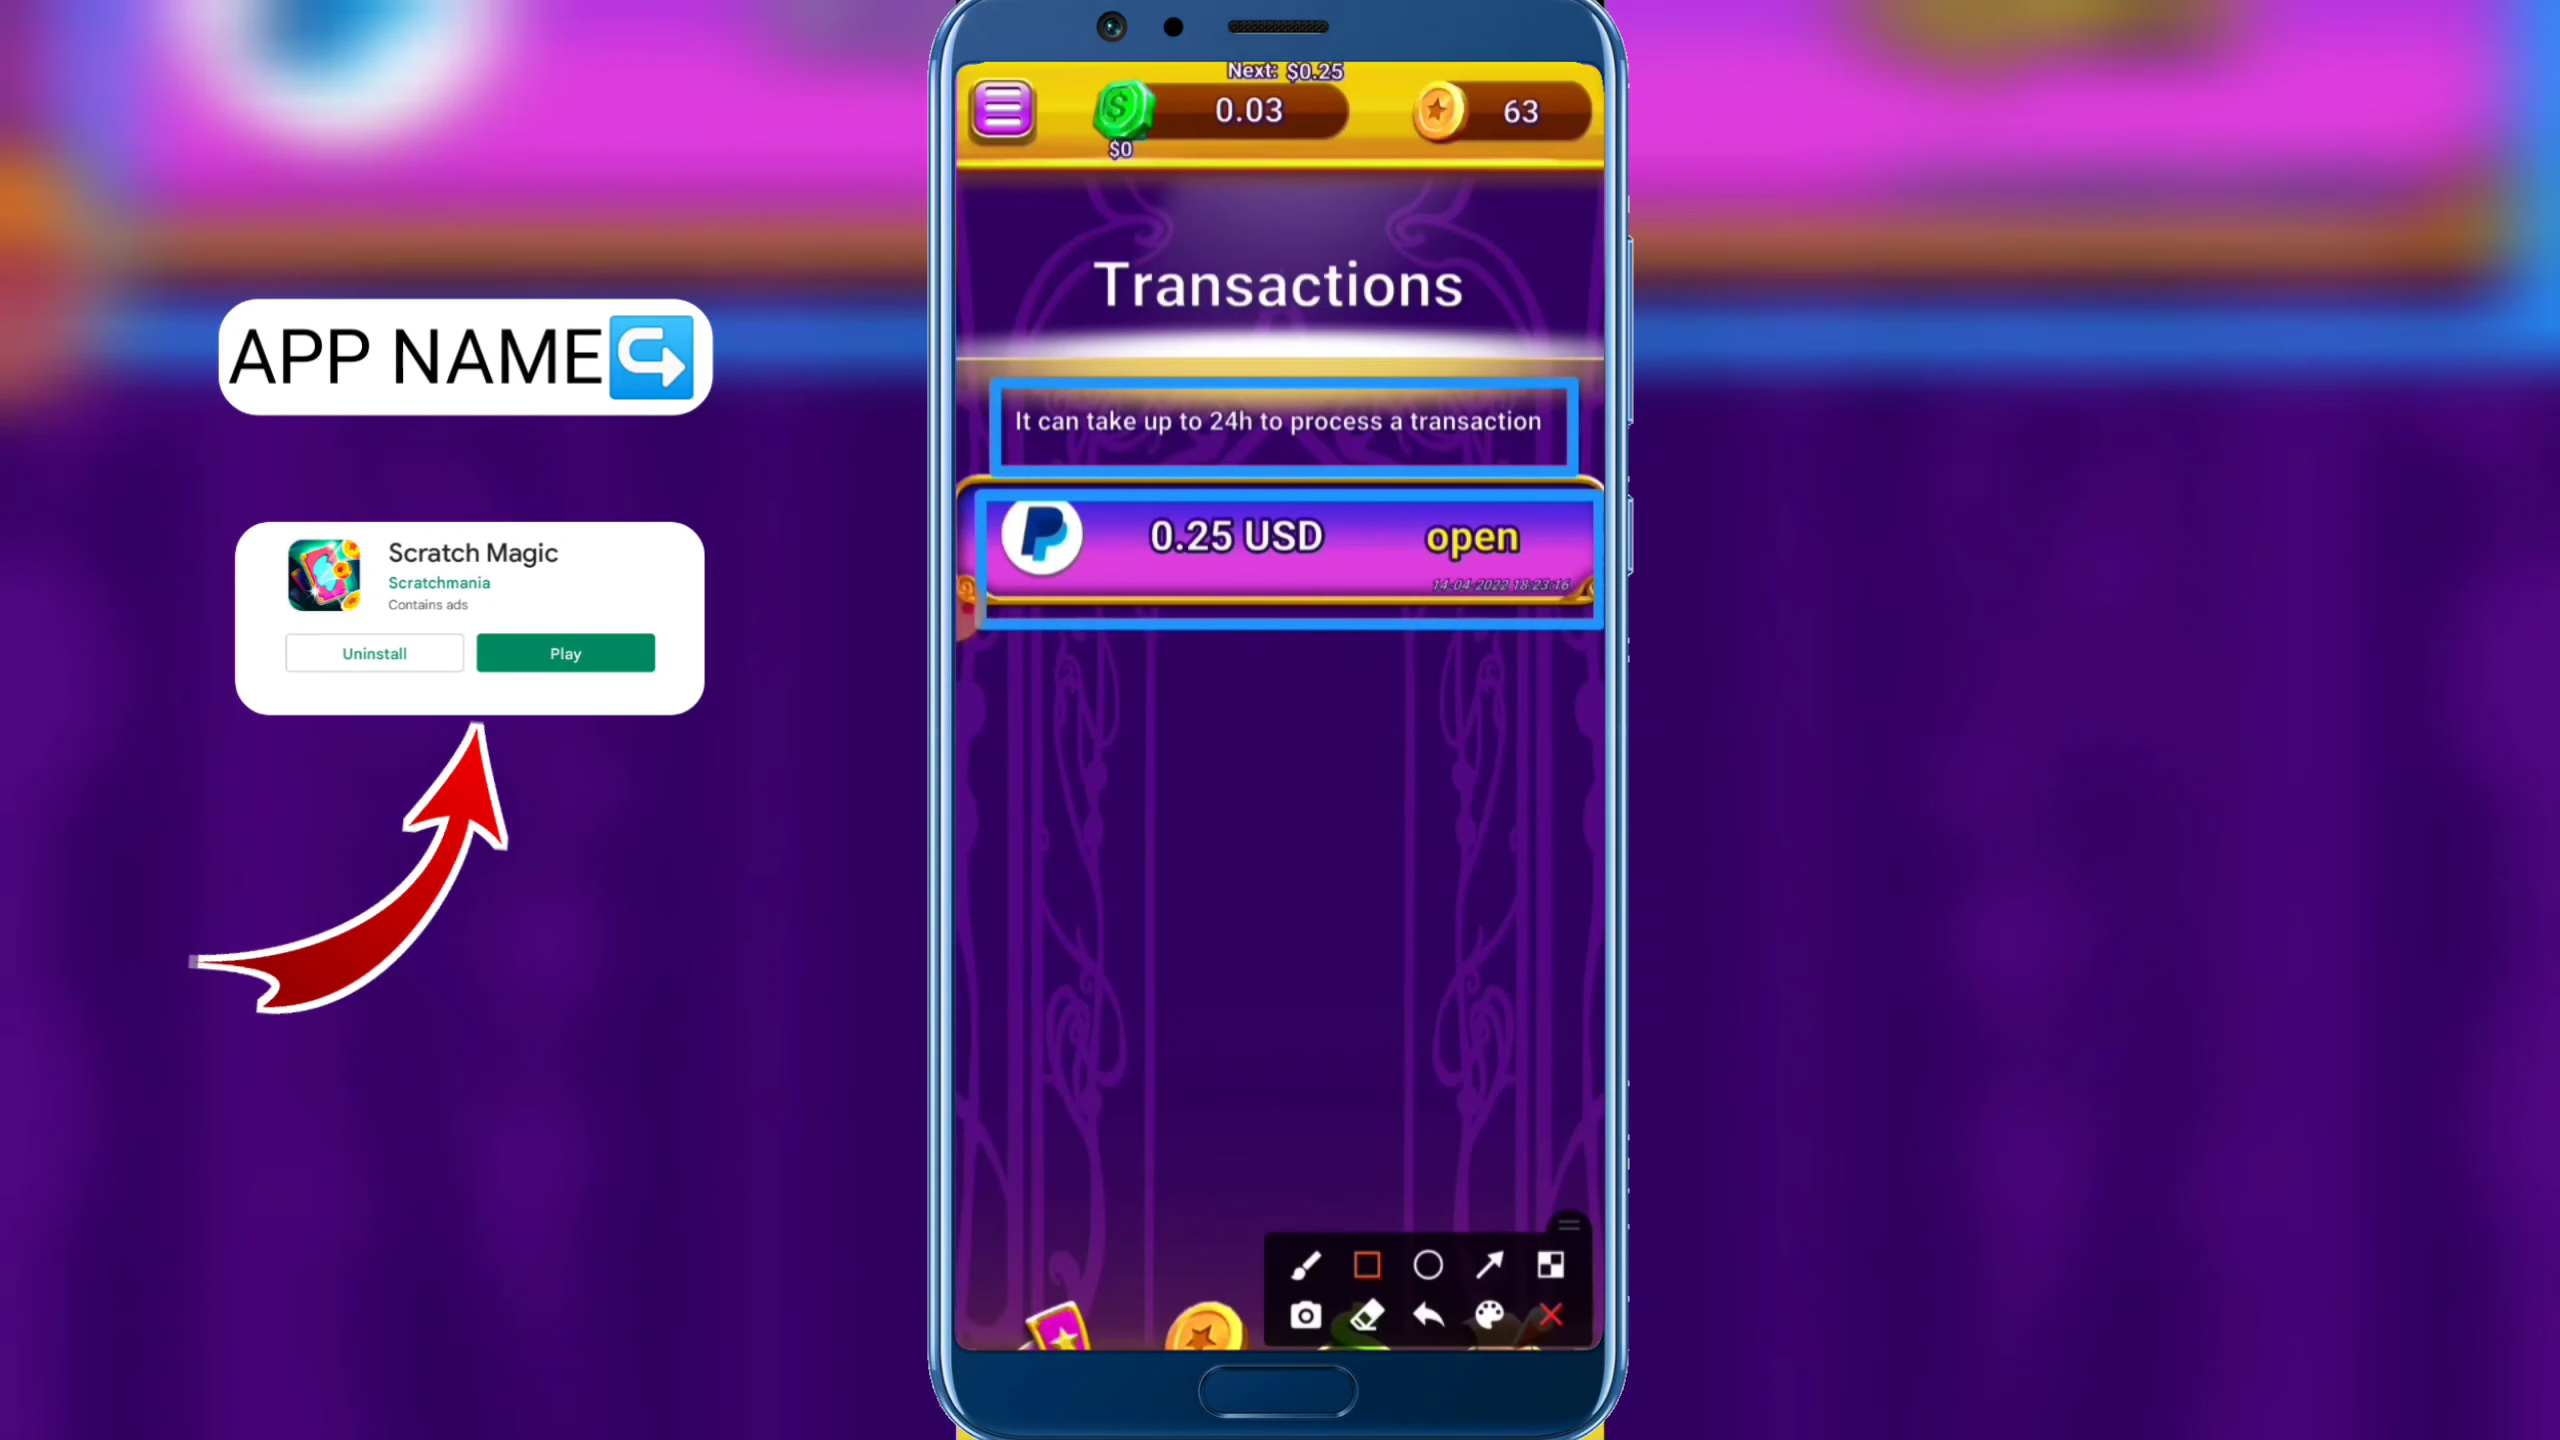 APP NAME
Scratch Magic
Scratchmania
Contains ads
Uninstall
Play
Next: $0.25
0.03
63
$0
Transactions
It can take up to 24h to process a transaction
0.25 USD
open
14-04-2022 18:23:16